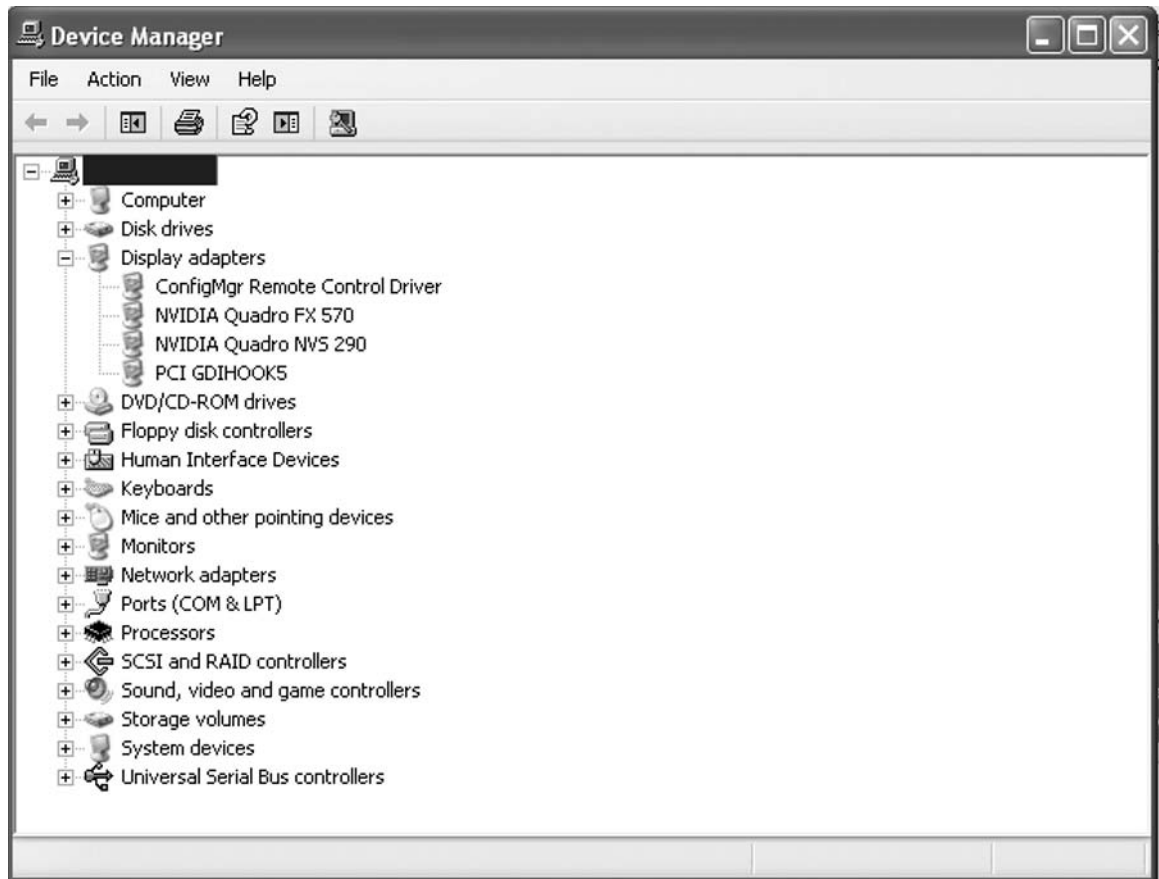 Device Manager
File Action View Help
Computer
Disk drives
Display adapters
ConfigMgr Remote Control Driver
NVIDIA Quadro FX 570
NVIDIA Quadro NVS 290
PCI GDIHOOK5
DVD/CD-ROM drives
Floppy disk controllers
Human Interface Devices
Keyboards
Mice and other pointing devices
Monitors
Network adapters
Ports (COM & LPT)
Processors
SCSI and RAID controllers
Sound, video and game controllers
Storage volumes
System devices
Universal Serial Bus controllers